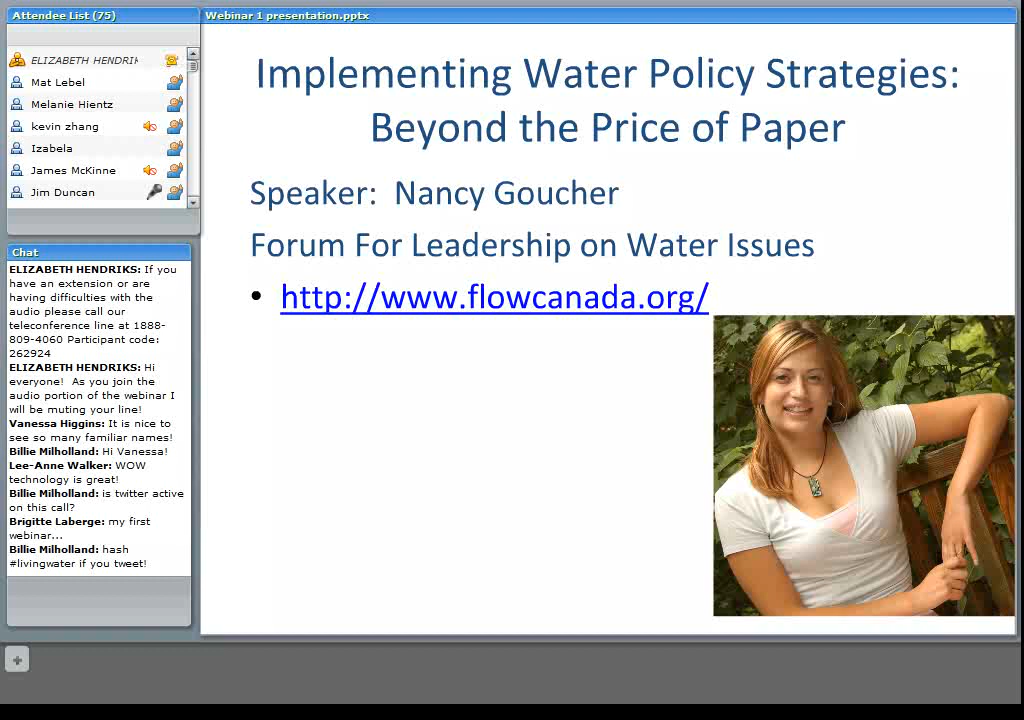 Attendee List (75)
Webinar 1 presentation.pptx
ELIZABETH HENDRIK
Mat Lebel
Melanie Hientz
kevin zhang
Izabela
James McKinne
Jim Duncan
Chat
ELIZABETH HENDRIKS: If you
have an extension or are
having difficulties with the
audio please call our
teleconference line at 1888-
809-4060 Participant code:
262924
ELIZABETH HENDRIKS: Hi
everyone!  As you join the
audio portion of the webinar I
will be muting your line!
Vanessa Higgins: It is nice to
see so many familiar names!
Billie Milholland: Hi Vanessa!
Lee-Anne Walker: WOW
technology is great!
Billie Milholland: is twitter active
on this call?
Brigitte Laberge: my first
webinar...
Billie Milholland: hash
#livingwater if you tweet!
Implementing Water Policy Strategies:
Beyond the Price of Paper
Speaker:  Nancy Goucher
Forum For Leadership on Water Issues
• http://www.flowcanada.org/